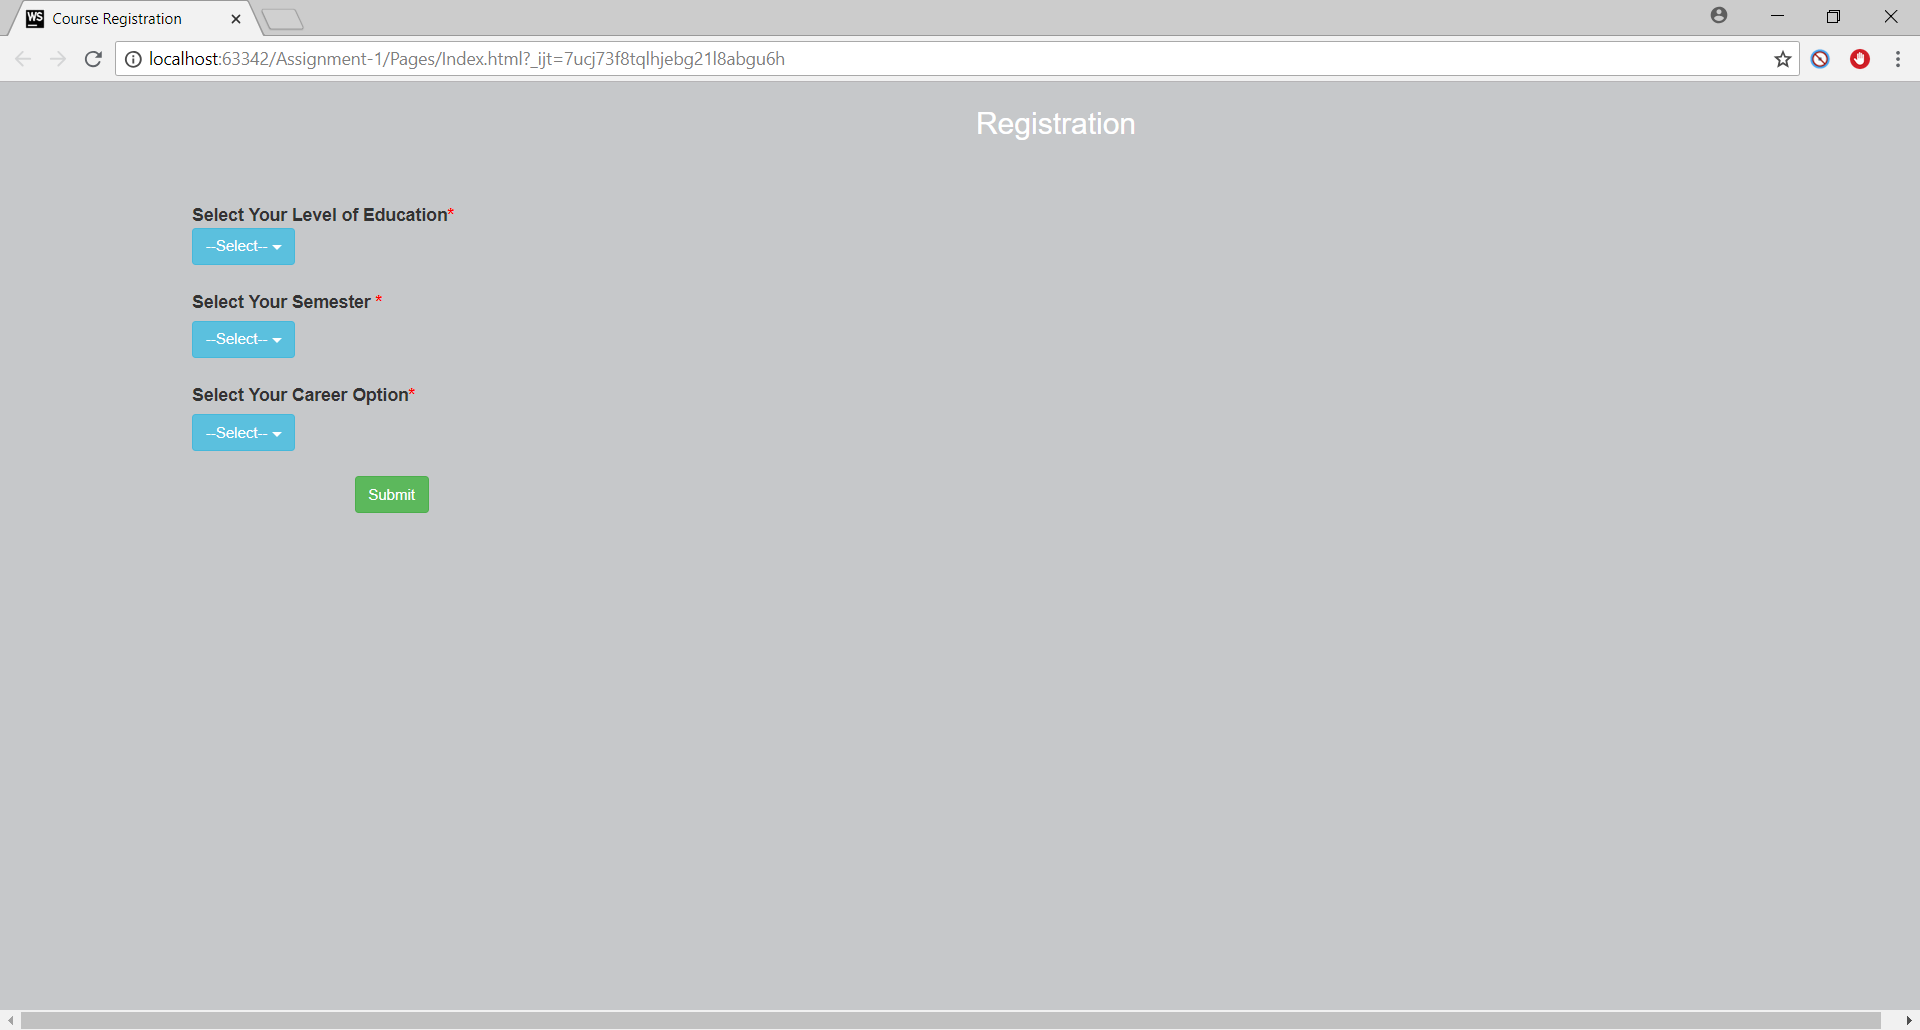 WS Course Registration
localhost:63342/Assignment-1/Pages/Index.html?_ijt=7ucj73f8tqlhjebg21l8abgu6h
Registration
Select Your Level of Education*
--Select--
Select Your Semester *
--Select--
Select Your Career Option*
--Select--
Submit